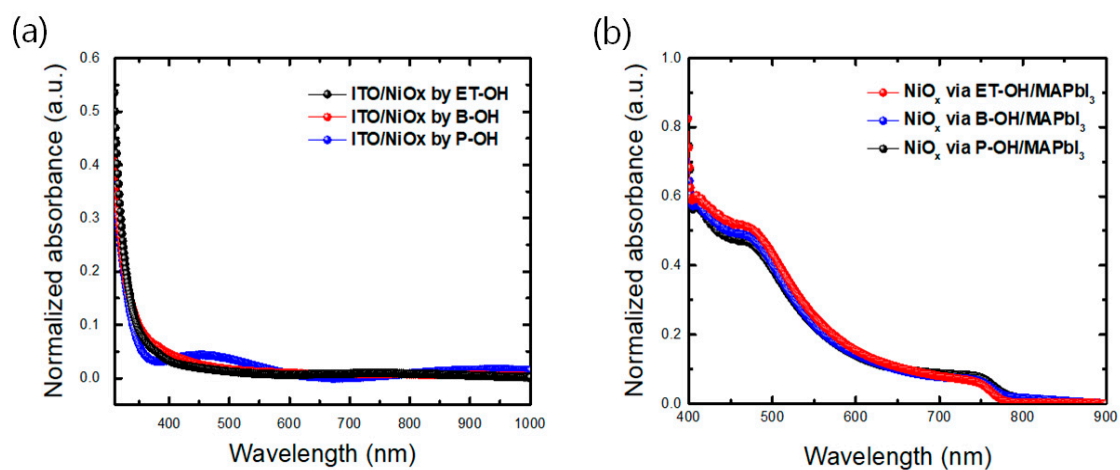 (a)
Normalized absorbance (a.u.)
0.6
0.5
0.4
0.3
0.2
0.1
0.0
ITO/NiOx by ET-OH
ITO/NiOx by B-OH
ITO/NiOx by P-OH
400 500 600 700 800 900 1000
Wavelength (nm)
(b)
Normalized absorbance (a.u.)
1.0
0.8
0.6
0.4
0.2
0.0
NiOₓ via ET-OH/MAPbI₃
NiOₓ via B-OH/MAPbI₃
NiOₓ via P-OH/MAPbI₃
400 500 600 700 800 900
Wavelength (nm)